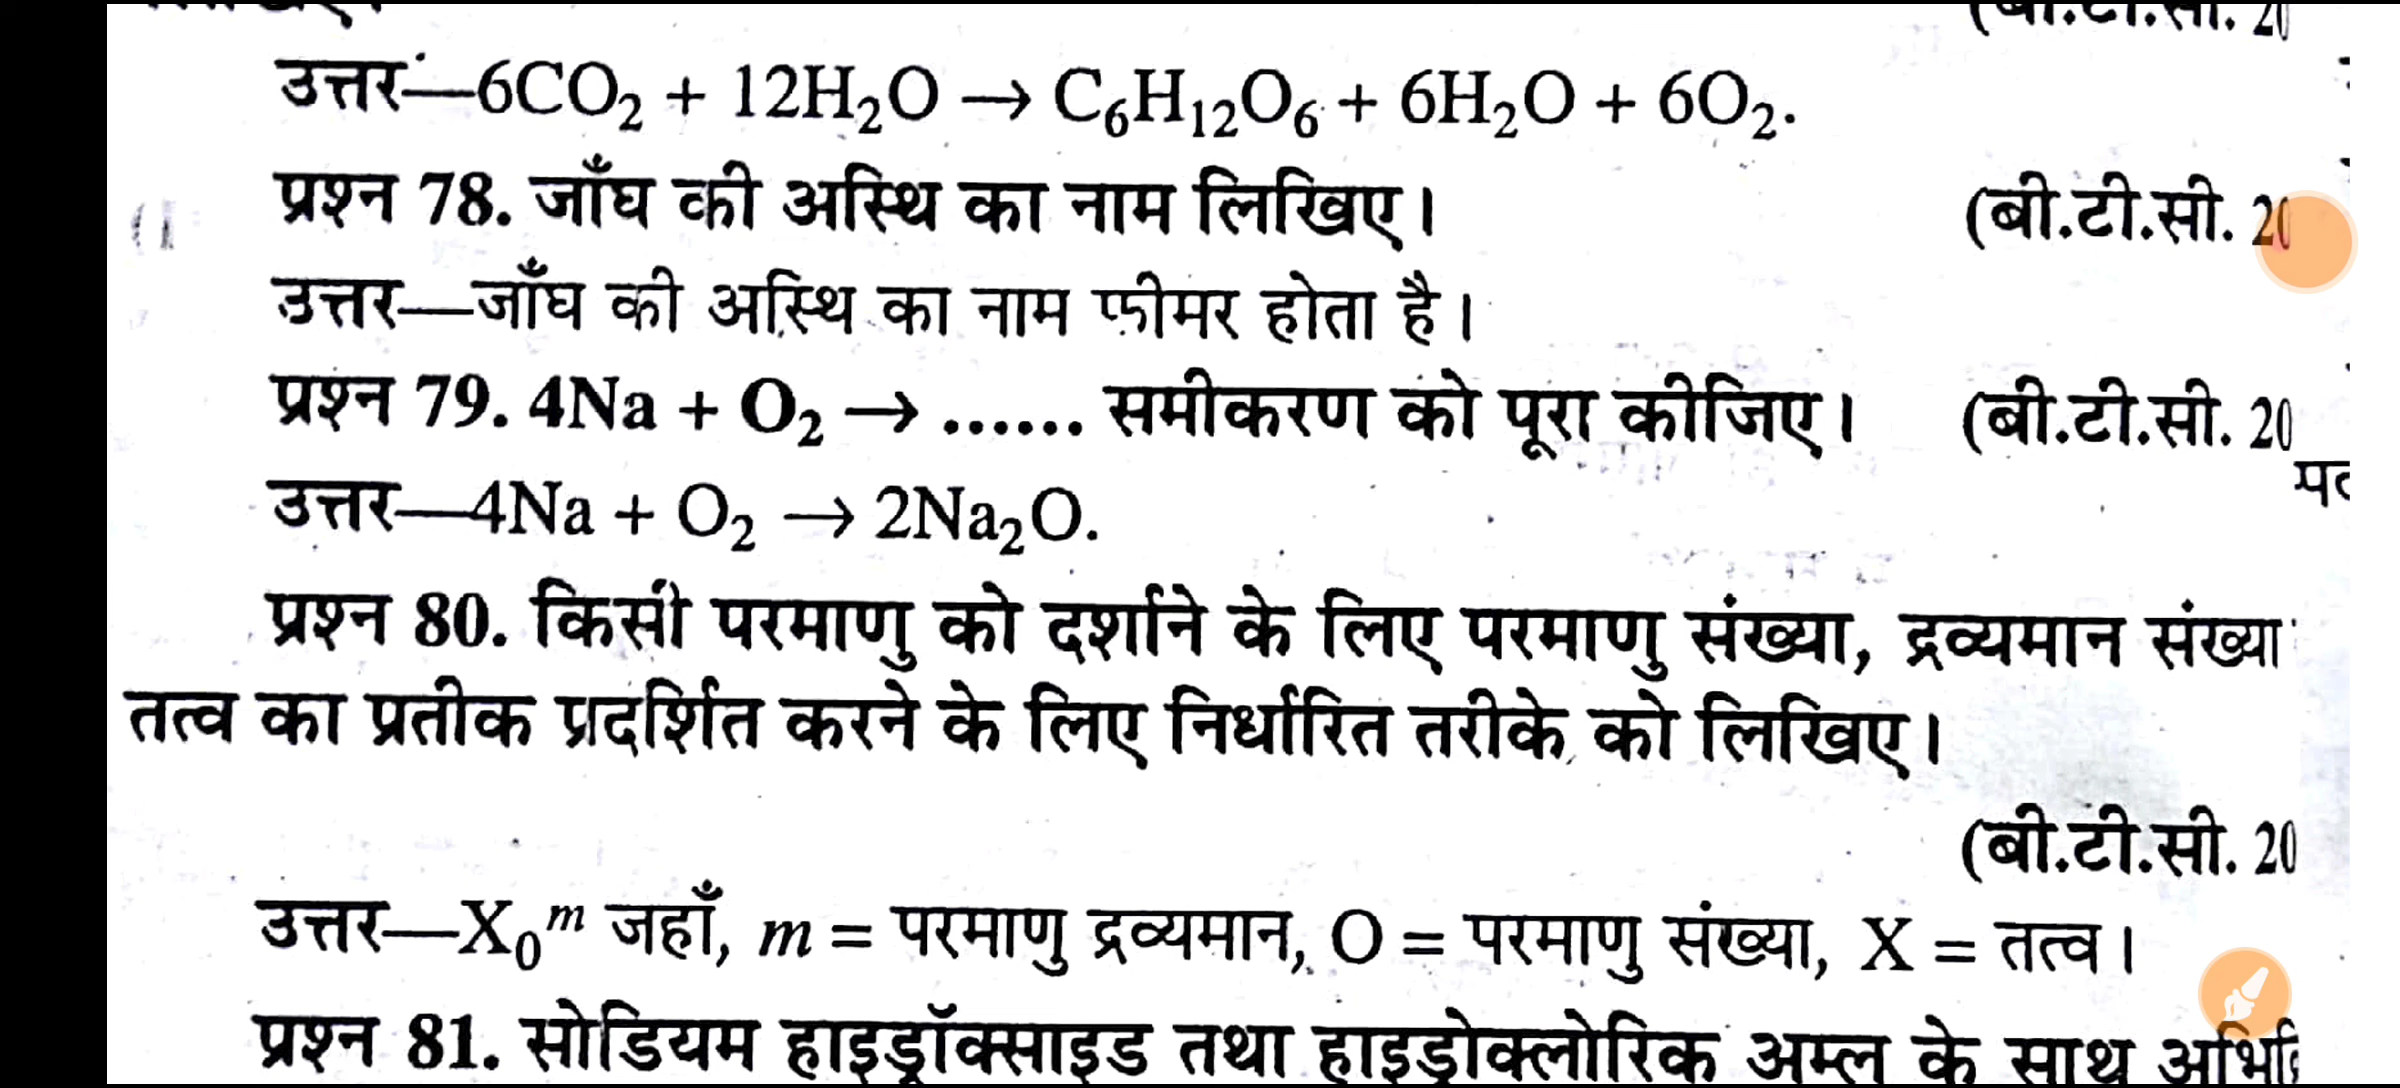 उत्तर—6CO₂ + 12H₂O → C₆H₁₂O₆ + 6H₂O + 6O₂.
प्रश्न 78. जाँघ की अस्थि का नाम लिखिए। (बी.टी.सी. 20
उत्तर—जाँघ की अस्थि का नाम फीमर होता है।
प्रश्न 79. 4Na + O₂ → ...... समीकरण को पूरा कीजिए। (बी.टी.सी. 20
उत्तर—4Na + O₂ → 2Na₂O.
प्रश्न 80. किसी परमाणु को दर्शाने के लिए परमाणु संख्या, द्रव्यमान संख्या
तत्व का प्रतीक प्रदर्शित करने के लिए निर्धारित तरीके को लिखिए।
(बी.टी.सी. 20
उत्तर—X₀ᵐ जहाँ, m = परमाणु द्रव्यमान, O = परमाणु संख्या, X = तत्व।
प्रश्न 81. सोडियम हाइड्रॉक्साइड तथा हाइड्रोक्लोरिक अम्ल के साथ